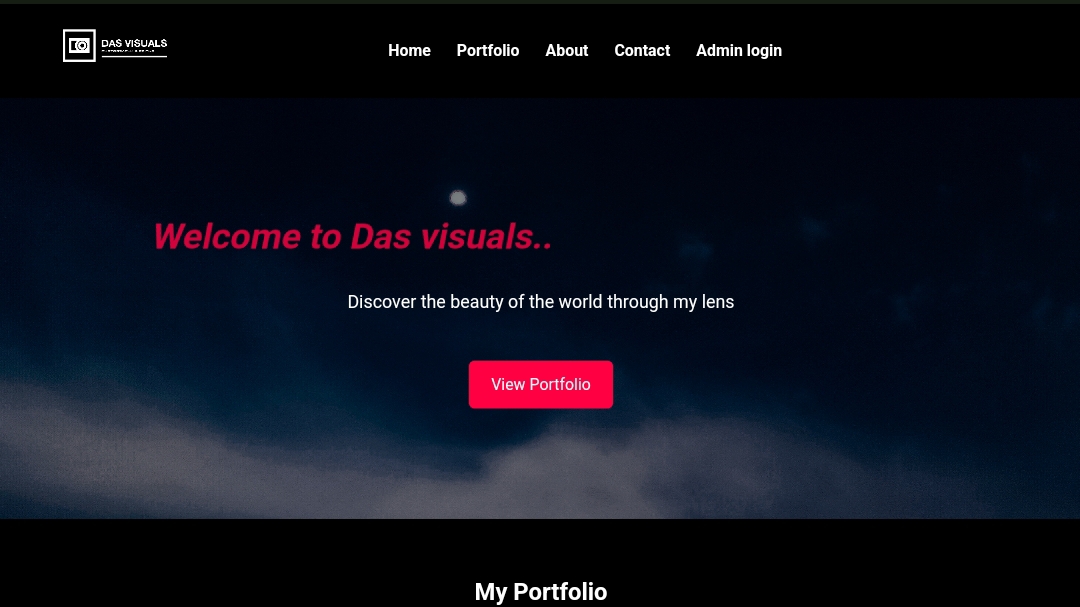 DAS VISUALS
Home Portfolio About Contact Admin login
Welcome to Das visuals..
Discover the beauty of the world through my lens
View Portfolio
My Portfolio